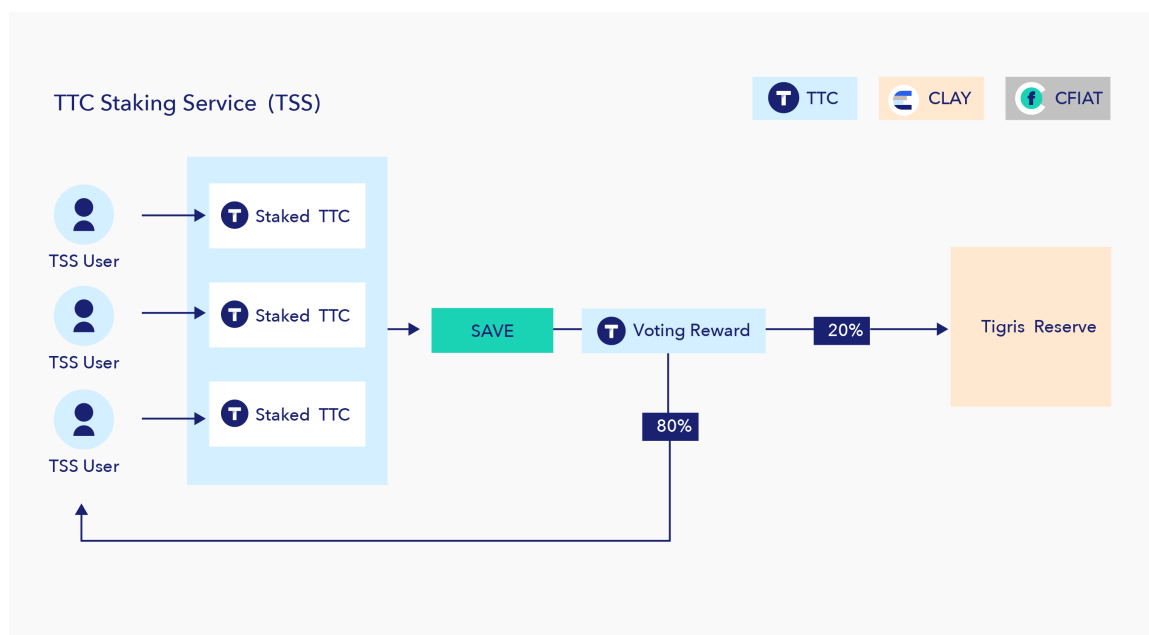 TTC Staking Service (TSS)
T TTC
CLAY
f CFIAT
TSS User
T Staked TTC
TSS User
T Staked TTC
TSS User
T Staked TTC
SAVE
T Voting Reward
20%
80%
Tigris Reserve